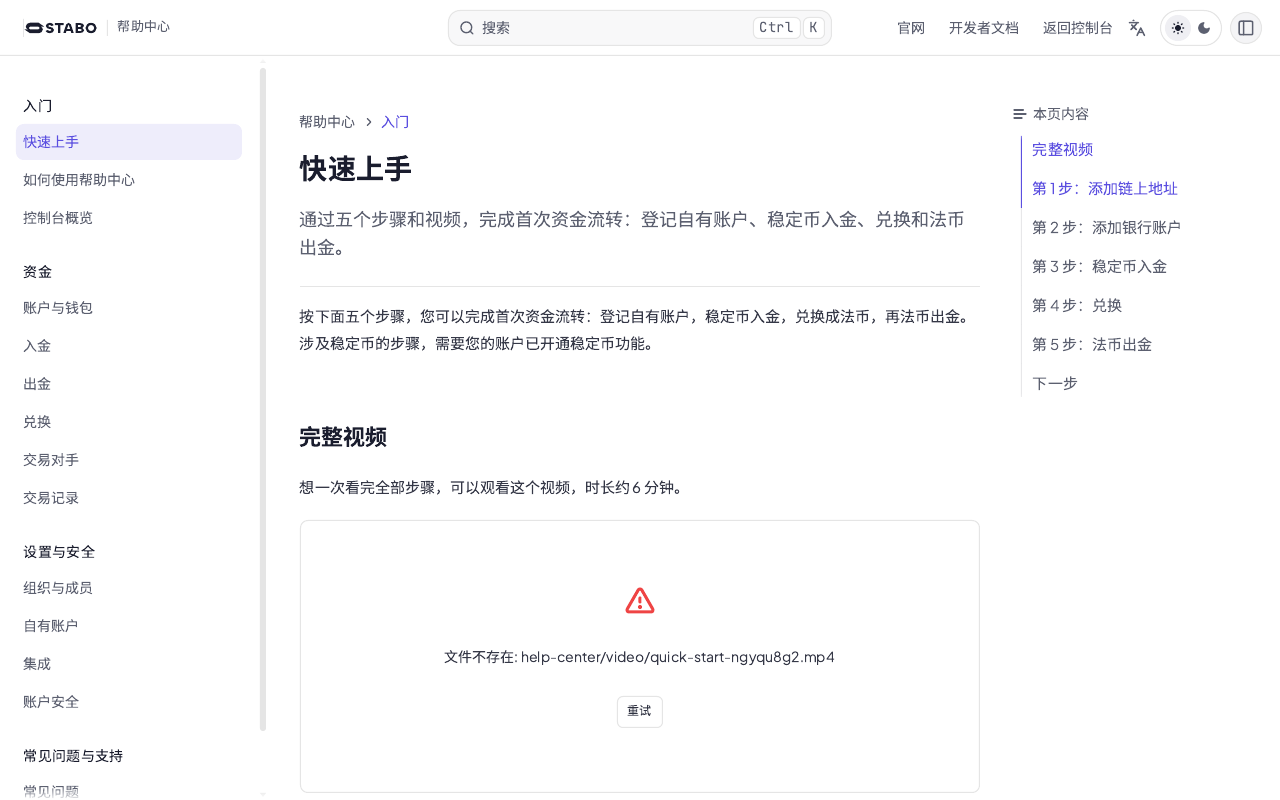 STABO
帮助中心
搜索
Ctrl K
官网
开发者文档
返回控制台
入门
快速上手
如何使用帮助中心
控制台概览
资金
账户与钱包
入金
出金
兑换
交易对手
交易记录
设置与安全
组织与成员
自有账户
集成
账户安全
常见问题与支持
常见问题
帮助中心 > 入门
快速上手
通过五个步骤和视频，完成首次资金流转：登记自有账户、稳定币入金、兑换和法币
出金。
按下面五个步骤，您可以完成首次资金流转：登记自有账户，稳定币入金，兑换成法币，再法币出金。
涉及稳定币的步骤，需要您的账户已开通稳定币功能。
完整视频
想一次看完全部步骤，可以观看这个视频，时长约 6 分钟。
文件不存在: help-center/video/quick-start-ngyqu8g2.mp4
重试
本页内容
完整视频
第 1 步：添加链上地址
第 2 步：添加银行账户
第 3 步：稳定币入金
第 4 步：兑换
第 5 步：法币出金
下一步